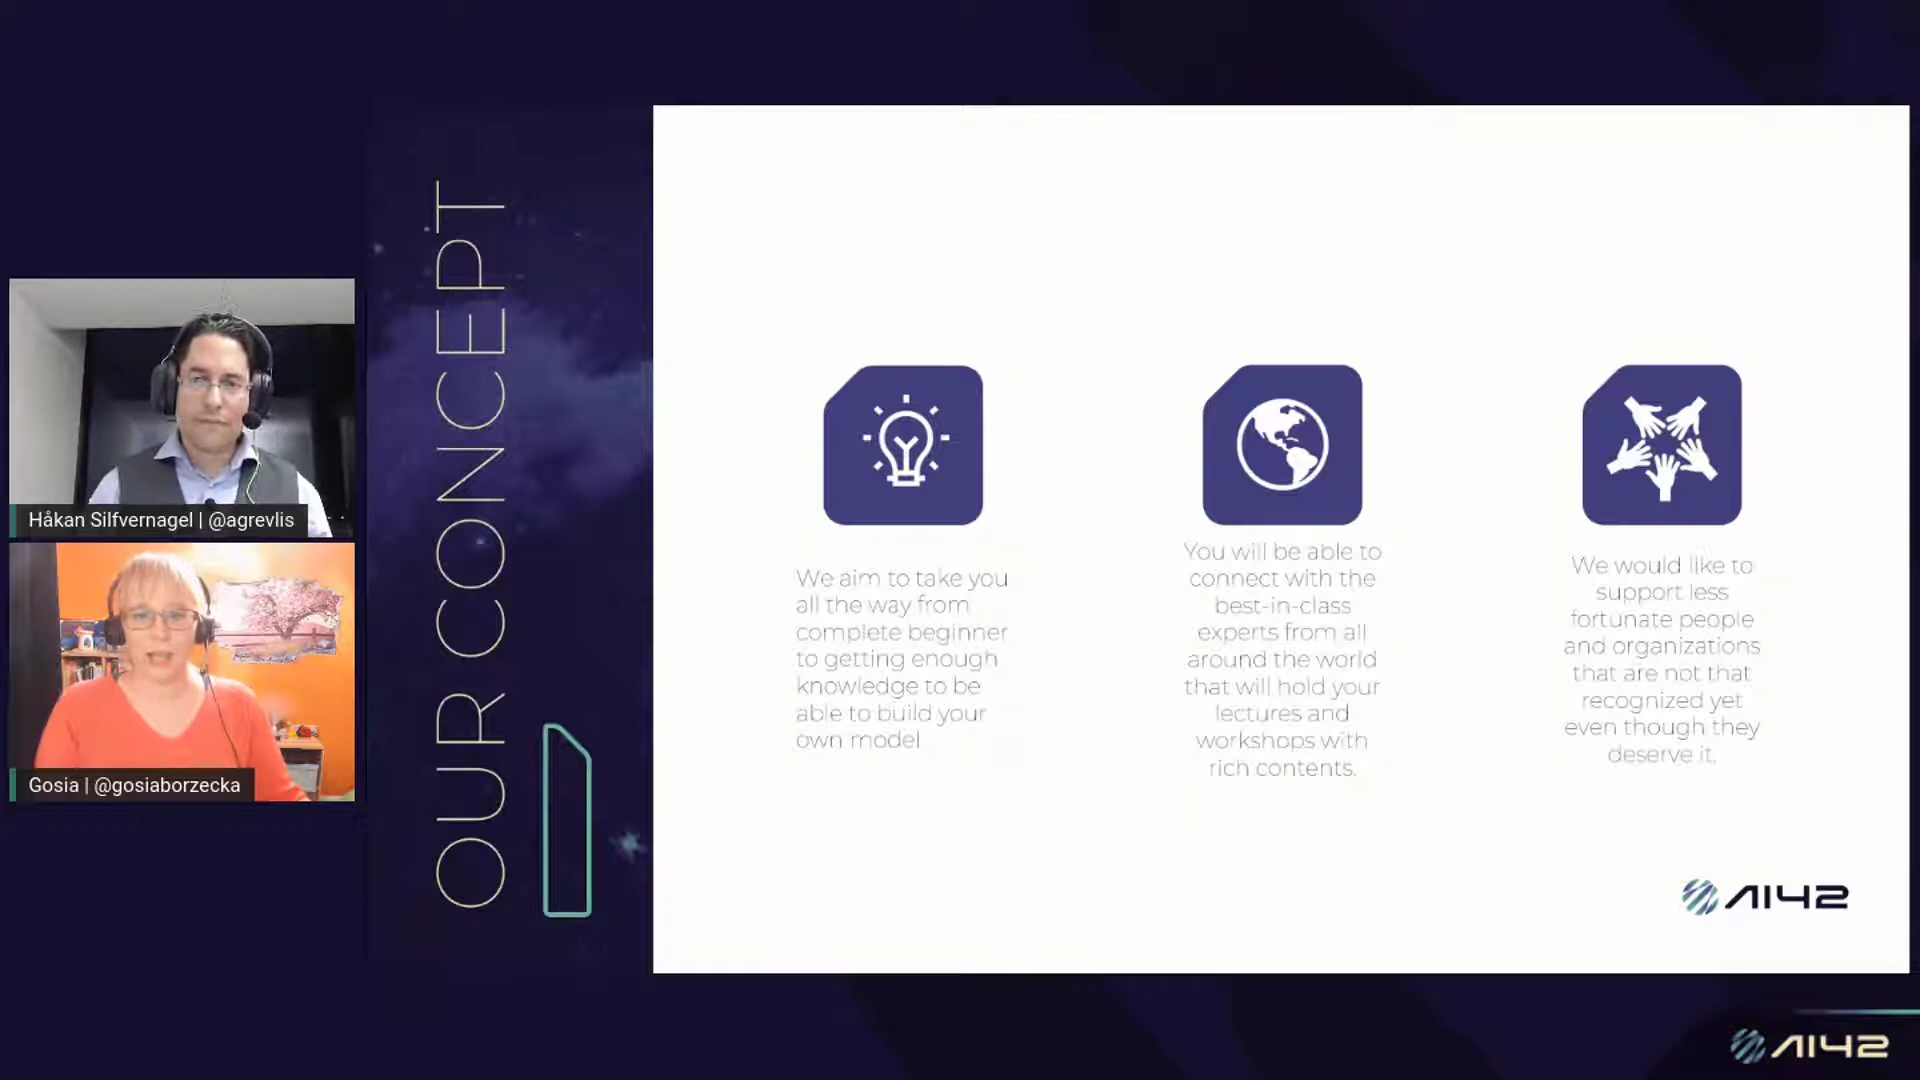 Håkan Silfvernagel | @agrevlis
Gosia | @gosiaborzecka
OUR CONCEPT
We aim to take you
all the way from
complete beginner
to getting enough
knowledge to be
able to build your
own model
You will be able to
connect with the
best-in-class
experts from all
around the world
that will hold your
lectures and
workshops with
rich contents.
We would like to
support less
fortunate people
and organizations
that are not that
recognized yet
even though they
deserve it.
AI42
AI42